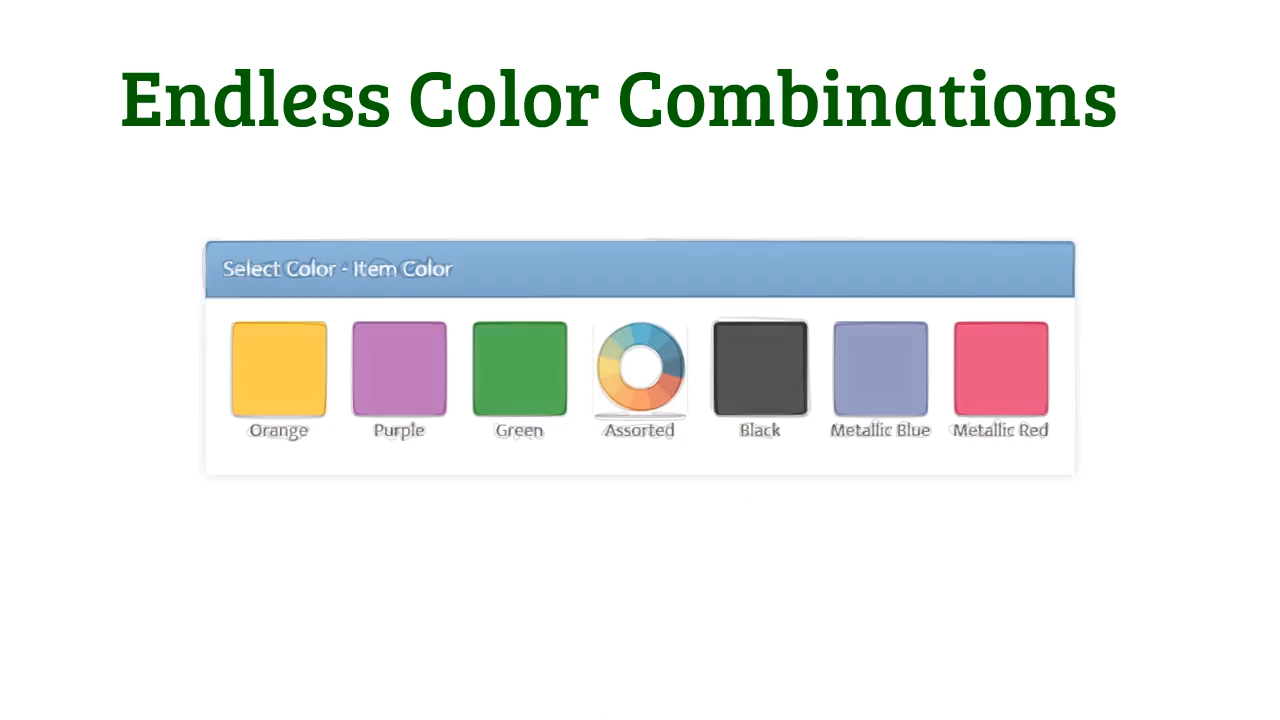 Endless Color Combinations
Select Color - Item Color
Orange
Purple
Green
Assorted
Black
Metallic Blue
Metallic Red